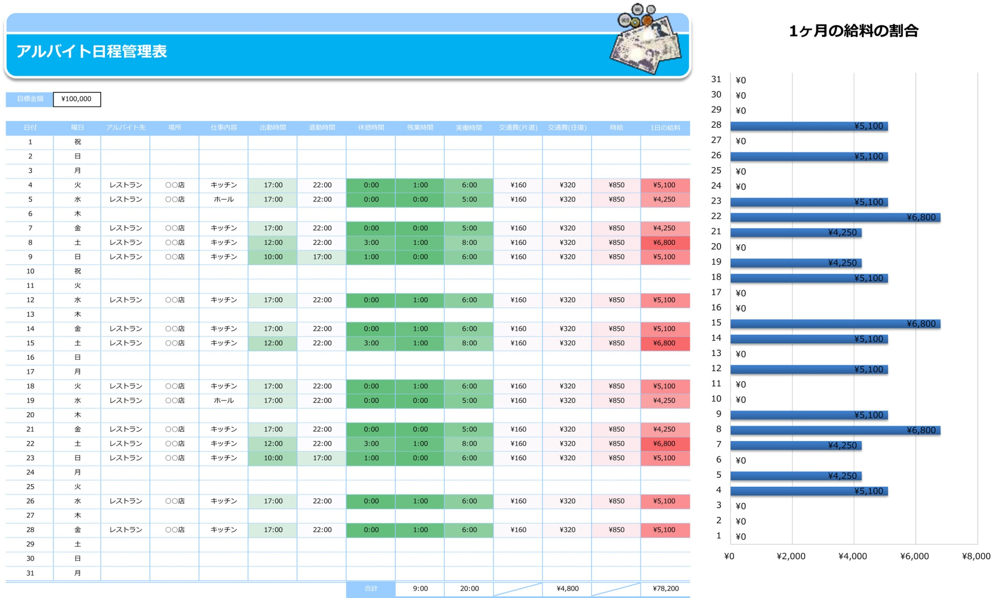 アルバイト日程管理表
目標金額 ¥100,000
日付 曜日 アルバイト先 場所 仕事内容 出勤時間 退勤時間 休憩時間 残業時間 実働時間 交通費(片道) 交通費(往復) 時給 1日の給料
1 祝
2 日
3 月
4 火 レストラン 〇〇店 キッチン 17:00 22:00 0:00 1:00 6:00 ¥160 ¥320 ¥850 ¥5,100
5 水 レストラン 〇〇店 ホール 17:00 22:00 0:00 0:00 5:00 ¥160 ¥320 ¥850 ¥4,250
6 木
7 金 レストラン 〇〇店 キッチン 17:00 22:00 0:00 0:00 5:00 ¥160 ¥320 ¥850 ¥4,250
8 土 レストラン 〇〇店 キッチン 12:00 22:00 3:00 1:00 8:00 ¥160 ¥320 ¥850 ¥6,800
9 日 レストラン 〇〇店 キッチン 10:00 17:00 1:00 0:00 6:00 ¥160 ¥320 ¥850 ¥5,100
10 祝
11 火
12 水 レストラン 〇〇店 キッチン 17:00 22:00 0:00 1:00 6:00 ¥160 ¥320 ¥850 ¥5,100
13 木
14 金 レストラン 〇〇店 キッチン 17:00 22:00 0:00 1:00 6:00 ¥160 ¥320 ¥850 ¥5,100
15 土 レストラン 〇〇店 キッチン 12:00 22:00 3:00 1:00 8:00 ¥160 ¥320 ¥850 ¥6,800
16 日
17 月
18 火 レストラン 〇〇店 キッチン 17:00 22:00 0:00 1:00 6:00 ¥160 ¥320 ¥850 ¥5,100
19 水 レストラン 〇〇店 ホール 17:00 22:00 0:00 0:00 5:00 ¥160 ¥320 ¥850 ¥4,250
20 木
21 金 レストラン 〇〇店 キッチン 17:00 22:00 0:00 0:00 5:00 ¥160 ¥320 ¥850 ¥4,250
22 土 レストラン 〇〇店 キッチン 12:00 22:00 3:00 1:00 8:00 ¥160 ¥320 ¥850 ¥6,800
23 日 レストラン 〇〇店 キッチン 10:00 17:00 1:00 0:00 6:00 ¥160 ¥320 ¥850 ¥5,100
24 月
25 火
26 水 レストラン 〇〇店 キッチン 17:00 22:00 0:00 1:00 6:00 ¥160 ¥320 ¥850 ¥5,100
27 木
28 金 レストラン 〇〇店 キッチン 17:00 22:00 0:00 1:00 6:00 ¥160 ¥320 ¥850 ¥5,100
29 土
30 日
31 月
合計 9:00 20:00 ¥4,800 ¥78,200
1ヶ月の給料の割合
31 ¥0
30 ¥0
29 ¥0
28 ¥5,100
27 ¥0
26 ¥5,100
25 ¥0
24 ¥0
23 ¥5,100
22 ¥6,800
21 ¥4,250
20 ¥0
19 ¥4,250
18 ¥5,100
17 ¥0
16 ¥0
15 ¥6,800
14 ¥5,100
13 ¥0
12 ¥5,100
11 ¥0
10 ¥0
9 ¥5,100
8 ¥6,800
7 ¥4,250
6 ¥0
5 ¥4,250
4 ¥5,100
3 ¥0
2 ¥0
1 ¥0
¥0 ¥2,000 ¥4,000 ¥6,000 ¥8,000